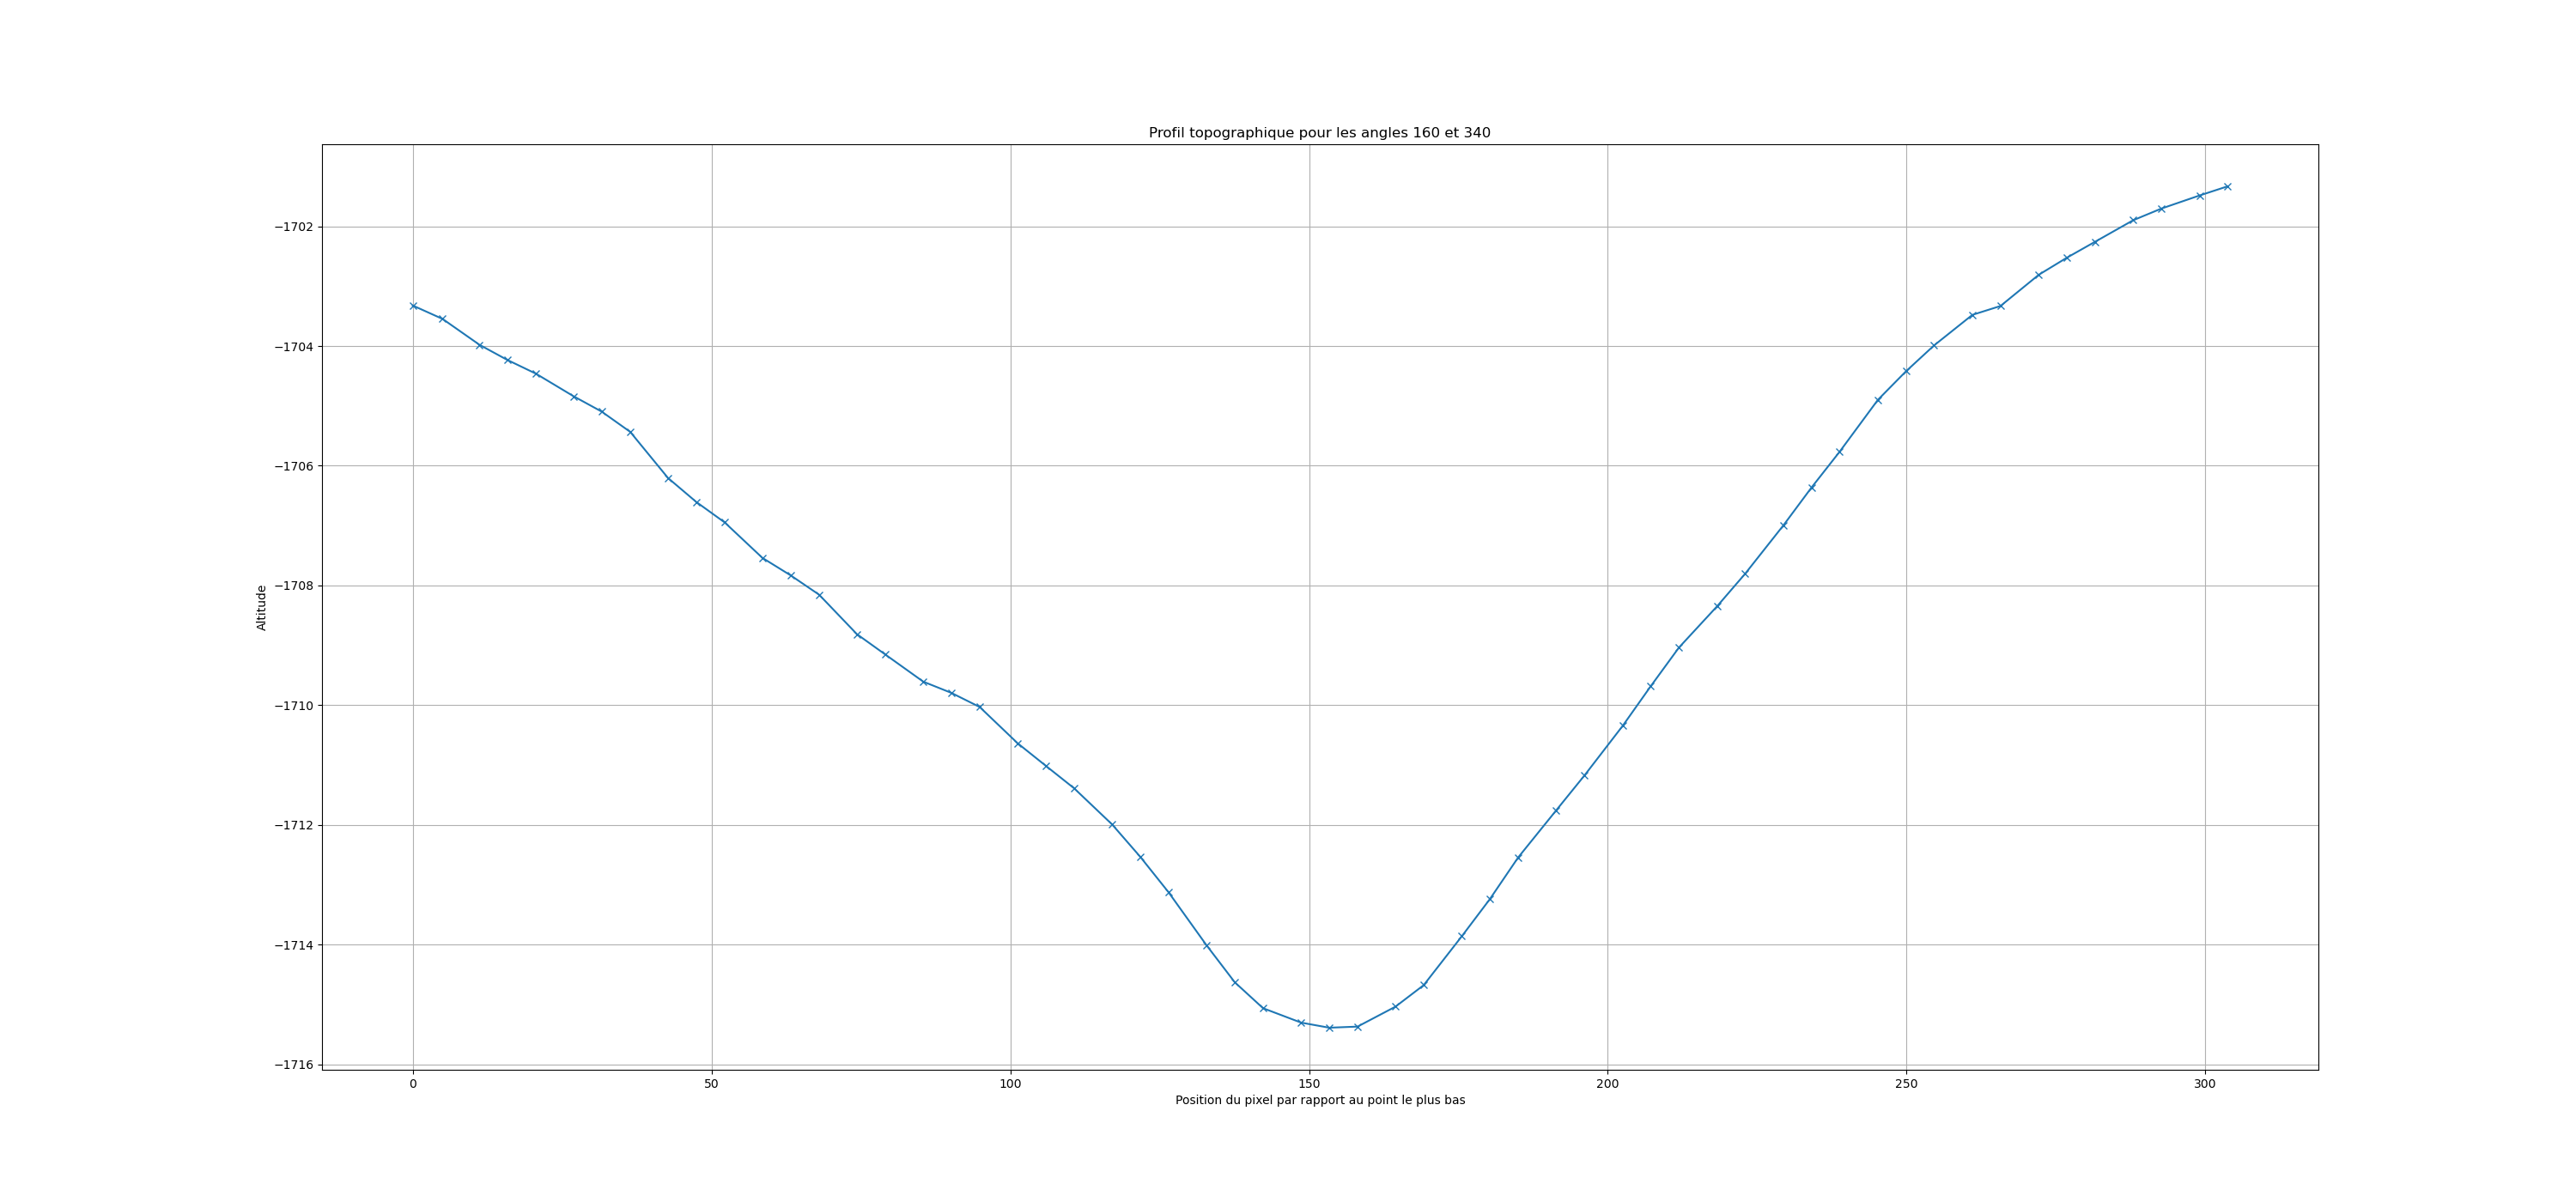 Profil topographique pour les angles 160 et 340
−1702
−1704
−1706
−1708
−1710
−1712
−1714
−1716
Altitude
0 50 100 150 200 250 300
Position du pixel par rapport au point le plus bas